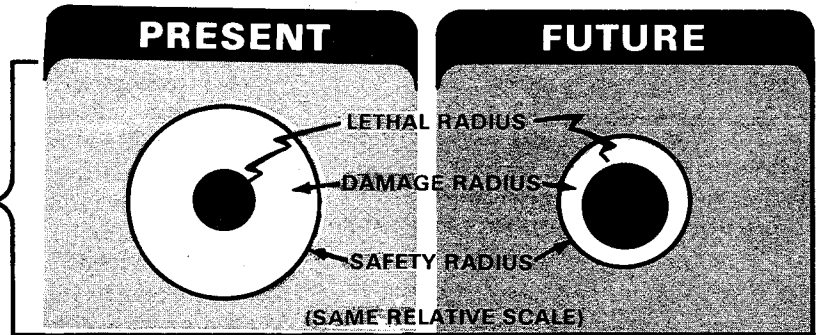 PRESENT
FUTURE
LETHAL RADIUS
DAMAGE RADIUS
SAFETY RADIUS
(SAME RELATIVE SCALE)